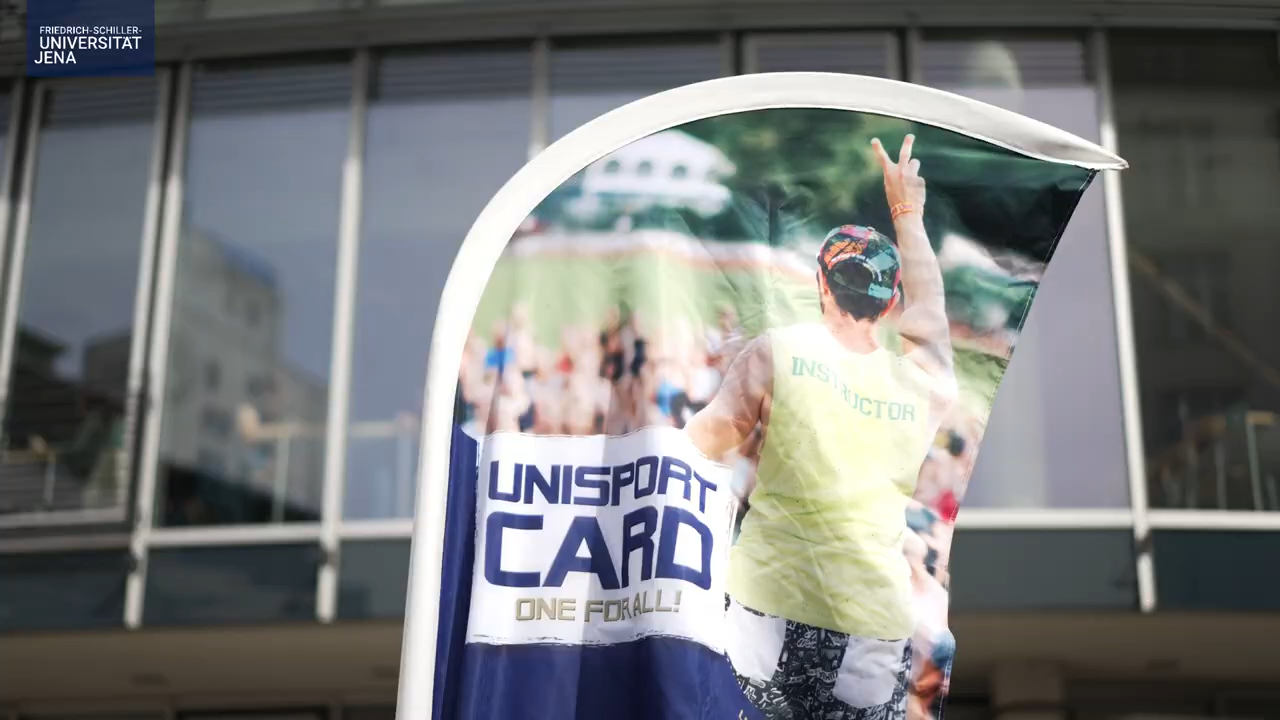 FRIEDRICH-SCHILLER-
UNIVERSITÄT
JENA
INSTRUCTOR
UNISPORT
CARD
ONE FOR ALL!